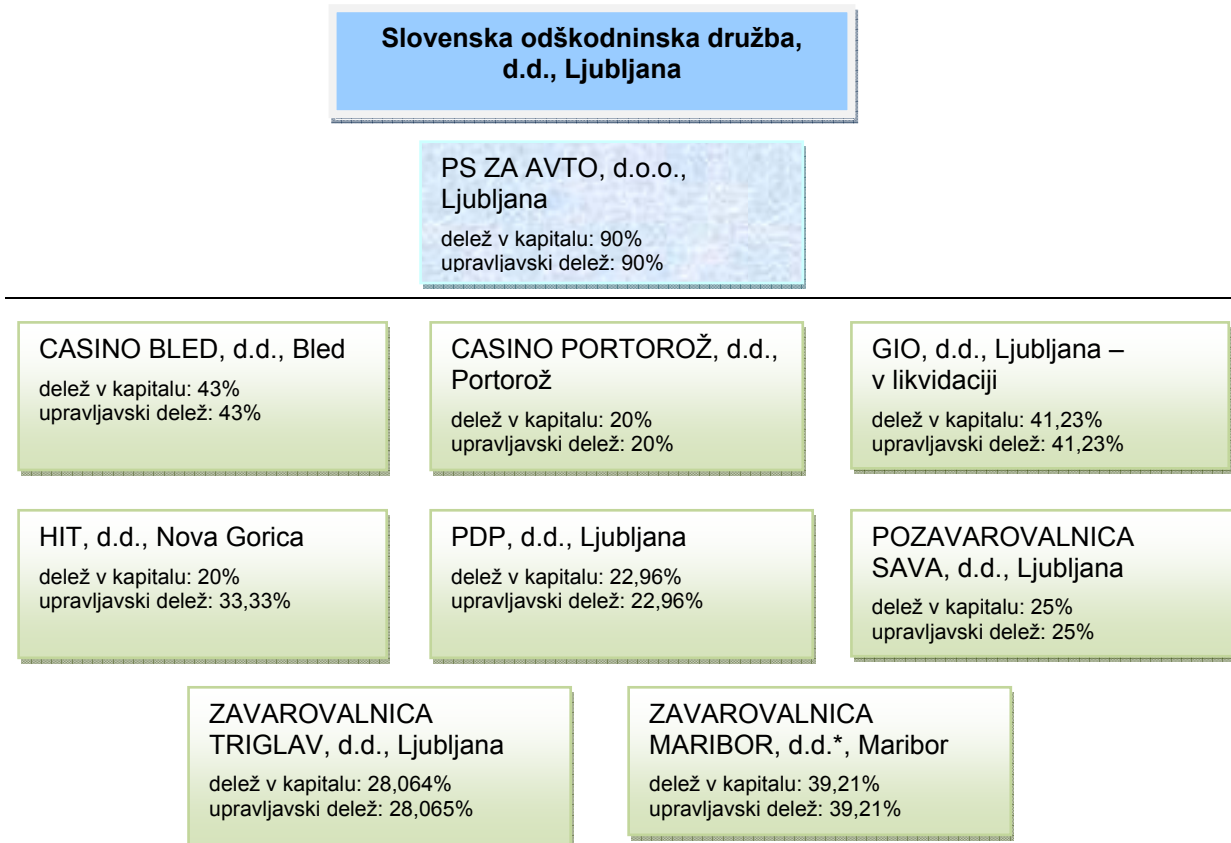 Slovenska odškodninska družba,
d.d., Ljubljana
PS ZA AVTO, d.o.o.,
Ljubljana
delež v kapitalu: 90%
upravljavski delež: 90%
CASINO BLED, d.d., Bled
delež v kapitalu: 43%
upravljavski delež: 43%
CASINO PORTOROŽ, d.d.,
Portorož
delež v kapitalu: 20%
upravljavski delež: 20%
GIO, d.d., Ljubljana –
v likvidaciji
delež v kapitalu: 41,23%
upravljavski delež: 41,23%
HIT, d.d., Nova Gorica
delež v kapitalu: 20%
upravljavski delež: 33,33%
PDP, d.d., Ljubljana
delež v kapitalu: 22,96%
upravljavski delež: 22,96%
POZAVAROVALNICA
SAVA, d.d., Ljubljana
delež v kapitalu: 25%
upravljavski delež: 25%
ZAVAROVALNICA
TRIGLAV, d.d., Ljubljana
delež v kapitalu: 28,064%
upravljavski delež: 28,065%
ZAVAROVALNICA
MARIBOR, d.d.*, Maribor
delež v kapitalu: 39,21%
upravljavski delež: 39,21%